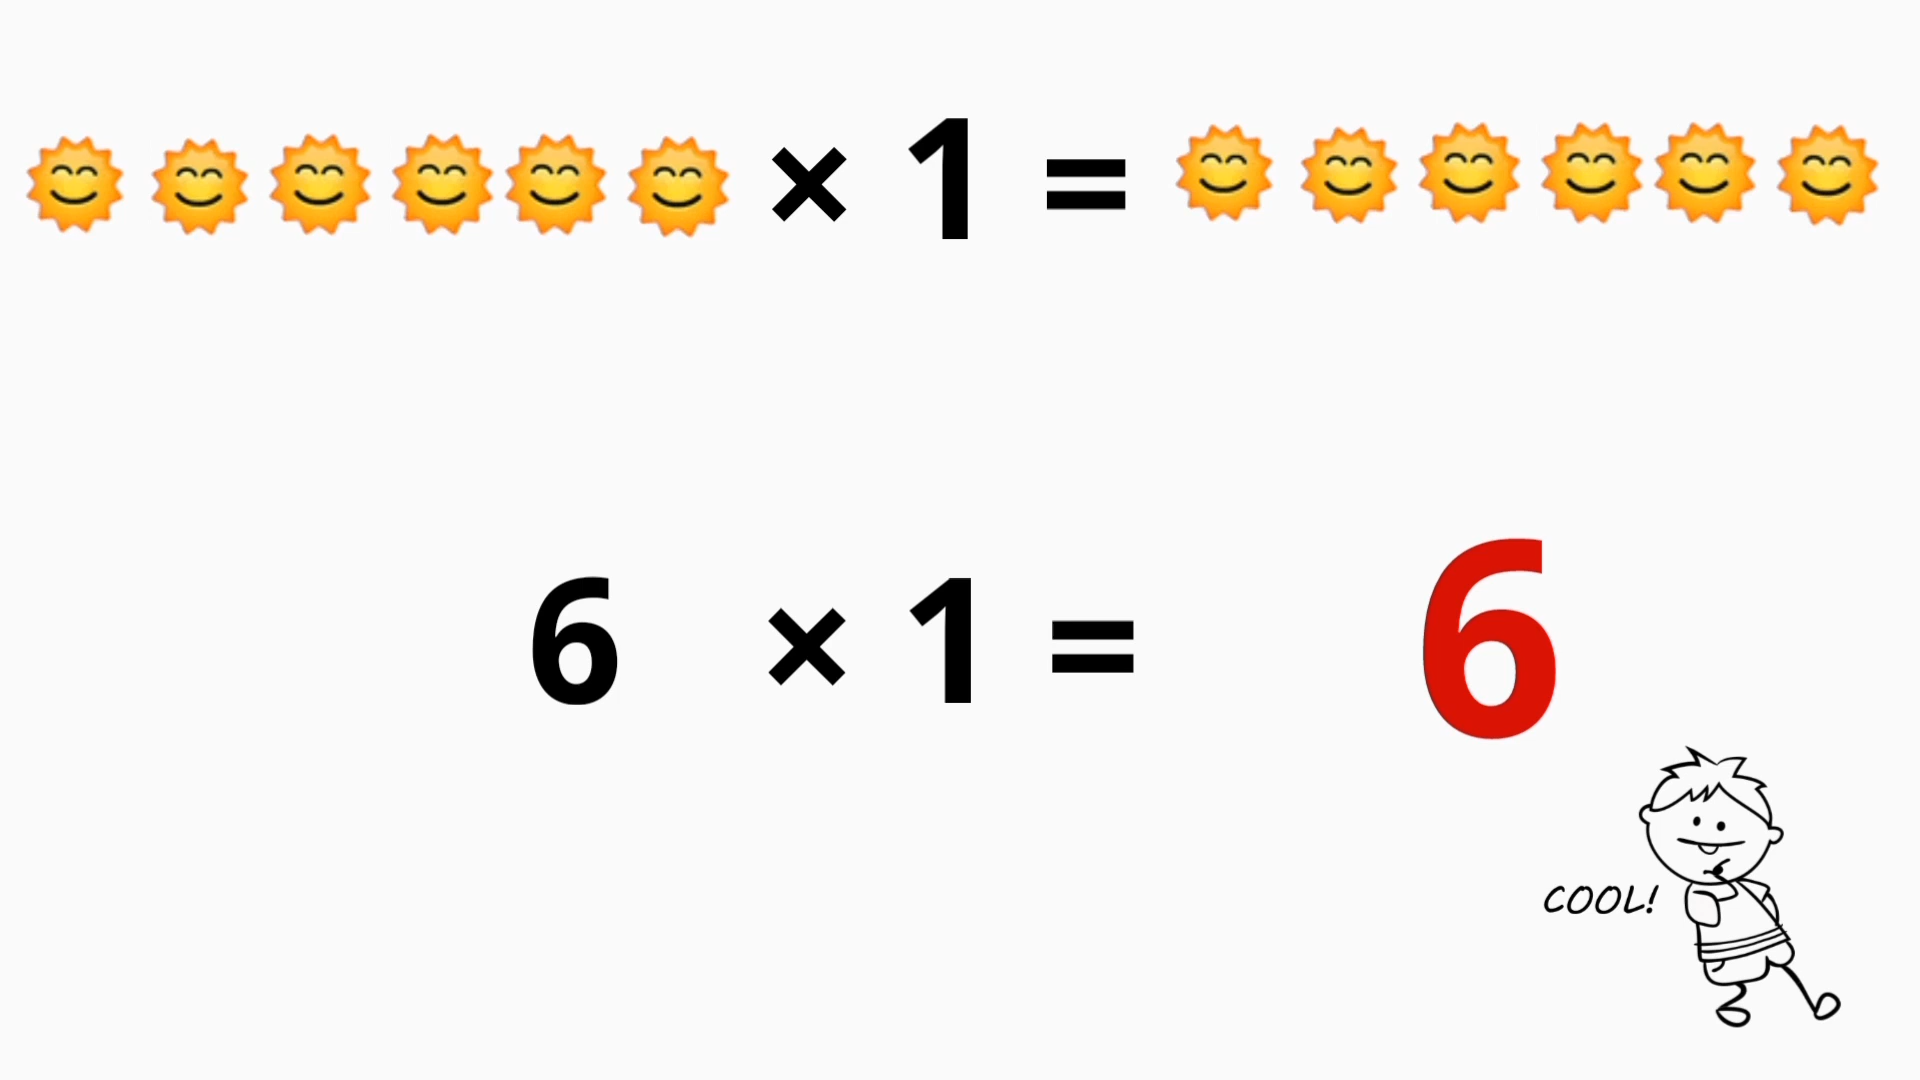 × 1 =
6 × 1 = 6
COOL!